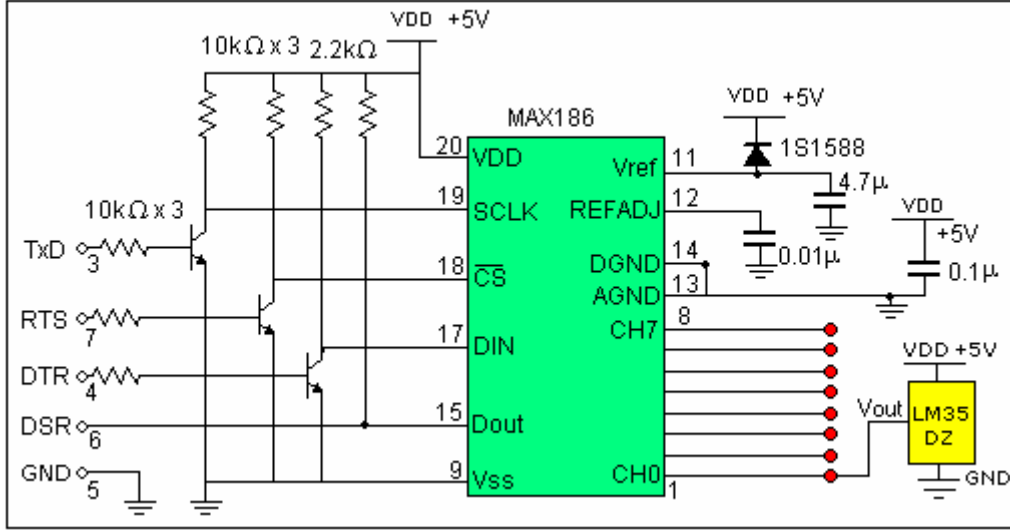 VDD +5V
10kΩ x 3 2.2kΩ
MAX186
VDD +5V
1S1588
20 VDD
Vref 11
4.7µ
19 SCLK
REFADJ 12
VDD
+5V
10kΩ x 3
TxD 3
0.01µ
0.1µ
18 CS
DGND 14
AGND 13
RTS 7
CH7 8
17 DIN
VDD +5V
DTR 4
Vout LM35 DZ
DSR 6
15 Dout
GND 5
9 Vss
CH0 1
GND